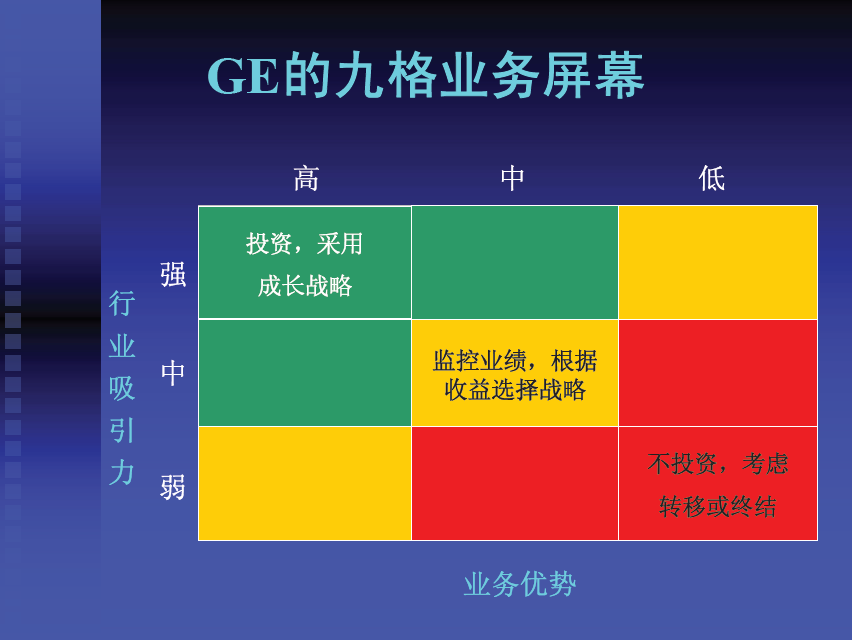 GE的九格业务屏幕
高 中 低
强
投资，采用
成长战略
行业吸引力
中
监控业绩，根据
收益选择战略
弱
不投资，考虑
转移或终结
业务优势